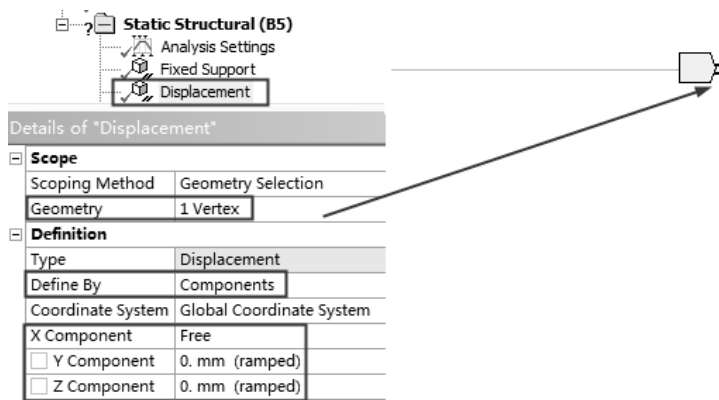 Static Structural (B5)
Analysis Settings
Fixed Support
Displacement
Details of "Displacement"
Scope
Scoping Method Geometry Selection
Geometry 1 Vertex
Definition
Type Displacement
Define By Components
Coordinate System Global Coordinate System
X Component Free
Y Component 0. mm (ramped)
Z Component 0. mm (ramped)